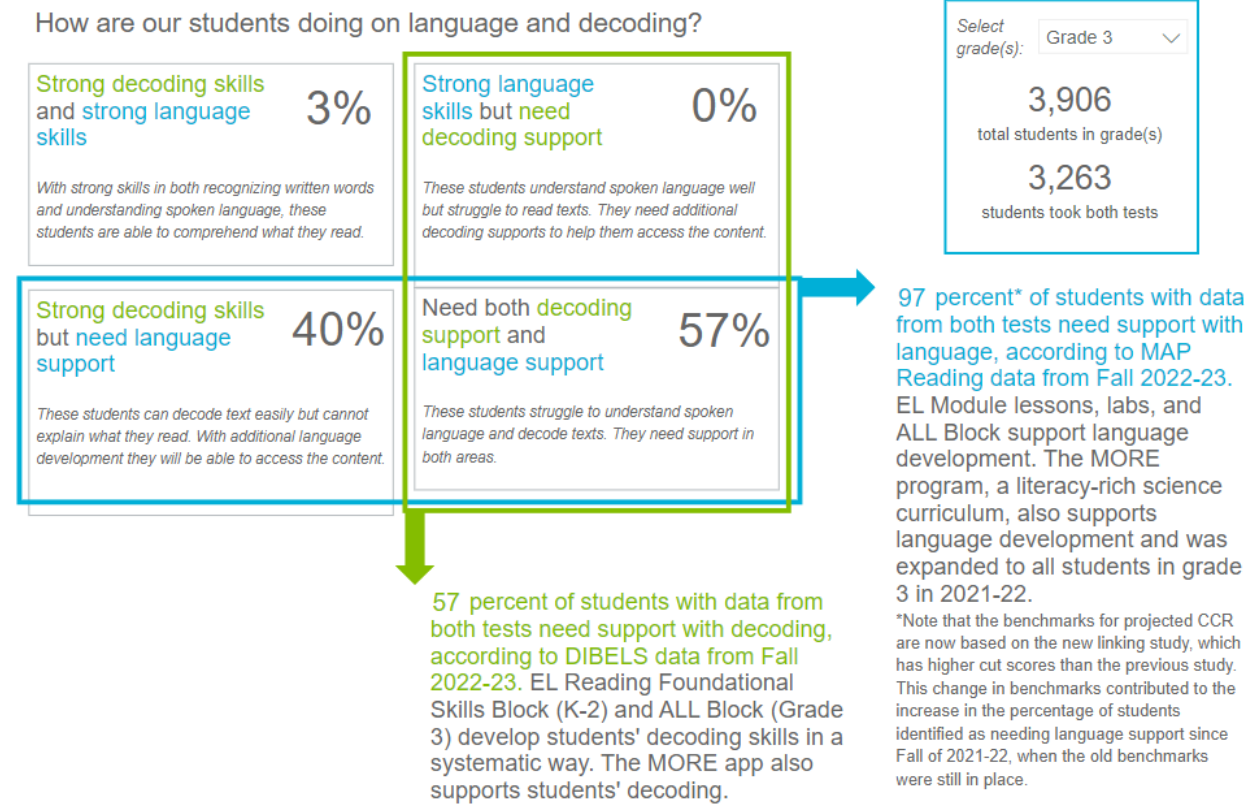 How are our students doing on language and decoding?
Strong decoding skills
and strong language
skills
3%
With strong skills in both recognizing written words
and understanding spoken language, these
students are able to comprehend what they read.
Strong language
skills but need
decoding support
0%
These students understand spoken language well
but struggle to read texts. They need additional
decoding supports to help them access the content.
Strong decoding skills
but need language
support
40%
These students can decode text easily but cannot
explain what they read. With additional language
development they will be able to access the content.
Need both decoding
support and
language support
57%
These students struggle to understand spoken
language and decode texts. They need support in
both areas.
Select
grade(s):
Grade 3
3,906
total students in grade(s)
3,263
students took both tests
97 percent* of students with data
from both tests need support with
language, according to MAP
Reading data from Fall 2022-23.
EL Module lessons, labs, and
ALL Block support language
development. The MORE
program, a literacy-rich science
curriculum, also supports
language development and was
expanded to all students in grade
3 in 2021-22.
*Note that the benchmarks for projected CCR
are now based on the new linking study, which
has higher cut scores than the previous study.
This change in benchmarks contributed to the
increase in the percentage of students
identified as needing language support since
Fall of 2021-22, when the old benchmarks
were still in place.
57 percent of students with data from
both tests need support with decoding,
according to DIBELS data from Fall
2022-23. EL Reading Foundational
Skills Block (K-2) and ALL Block (Grade
3) develop students' decoding skills in a
systematic way. The MORE app also
supports students' decoding.